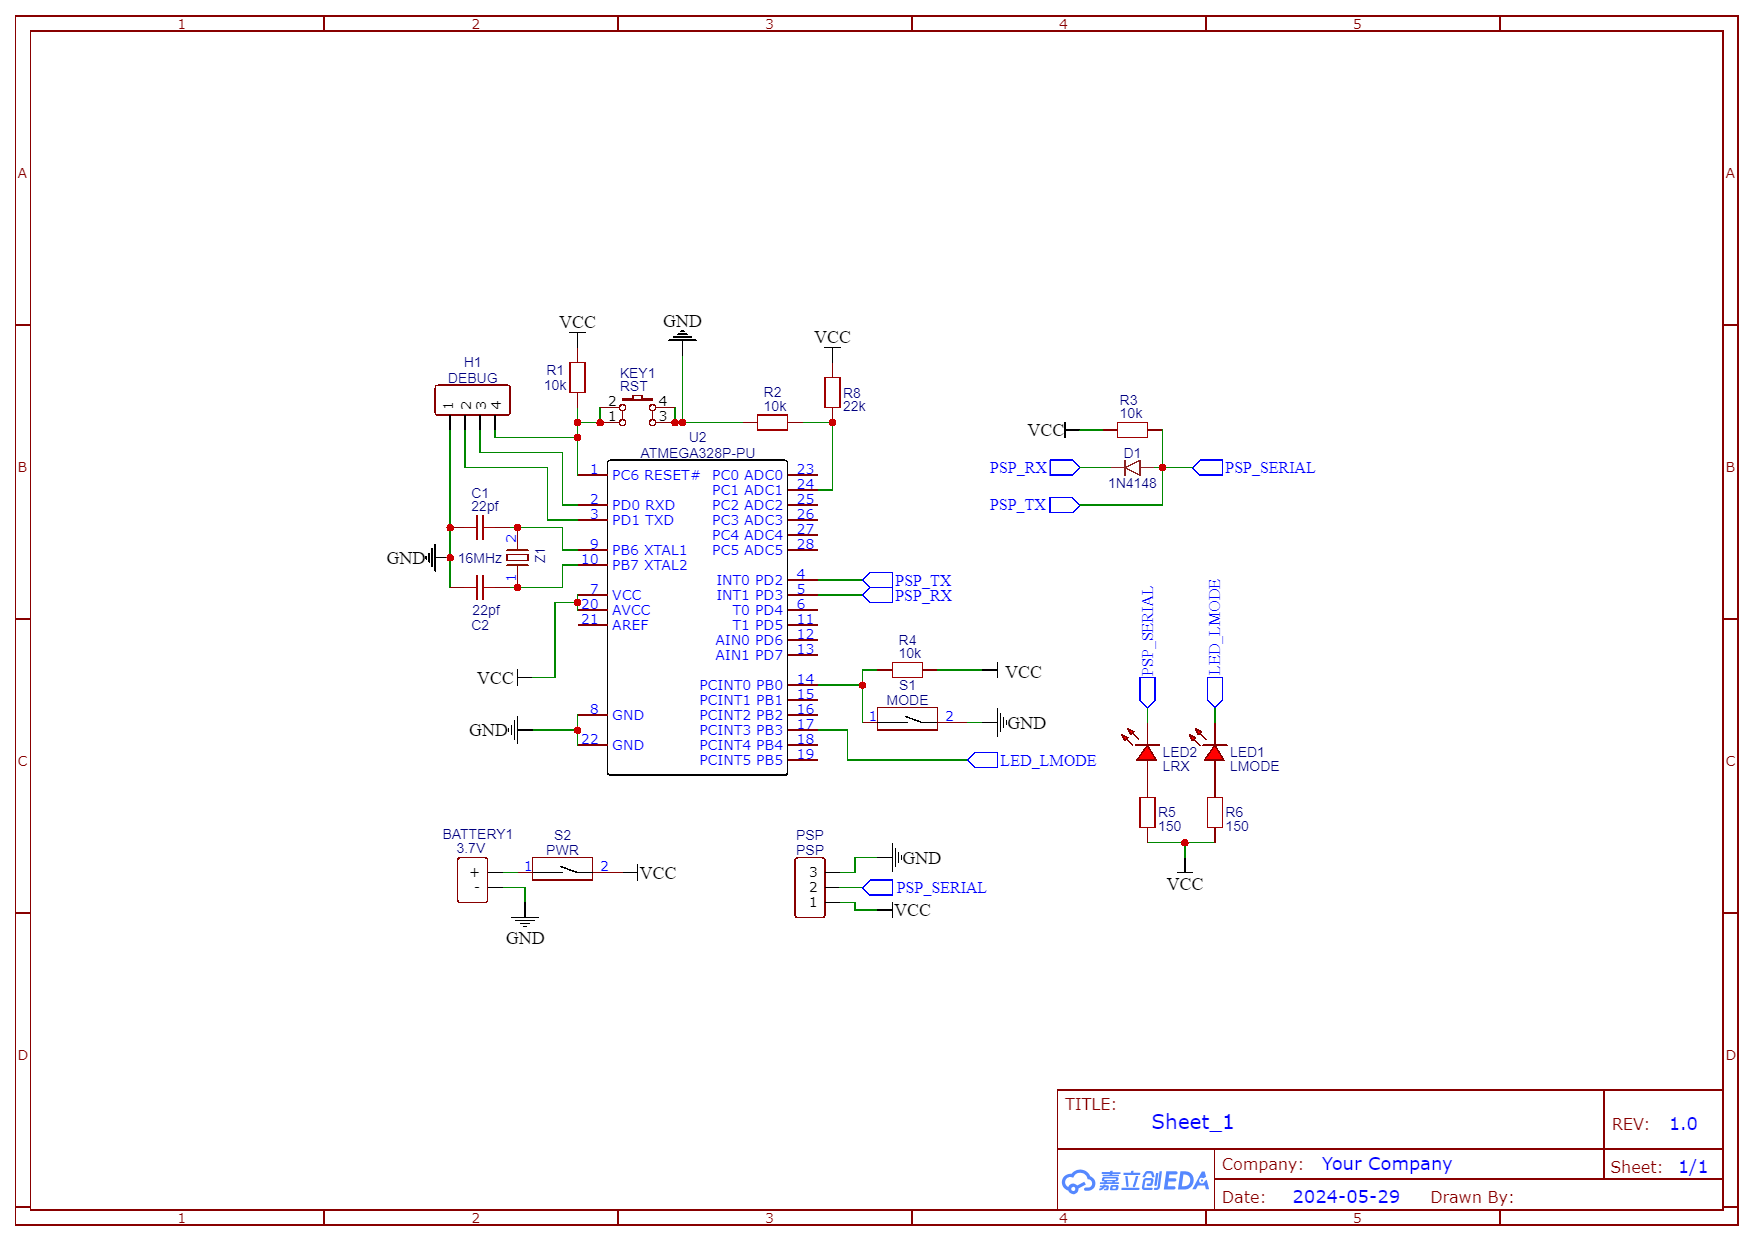 1 2 3 4 5
A A
B B
C C
D D
1 2 3 4 5
VCC
R1
10k
H1
DEBUG
1 2 3 4
KEY1
RST
2 4
1 3
GND
R2
10k
VCC
R8
22k
U2
ATMEGA328P-PU
1 PC6 RESET# PC0 ADC0 23
PC1 ADC1 24
2 PD0 RXD PC2 ADC2 25
3 PD1 TXD PC3 ADC3 26
PC4 ADC4 27
9 PB6 XTAL1 PC5 ADC5 28
10 PB7 XTAL2
INT0 PD2 4
7 VCC INT1 PD3 5
20 AVCC T0 PD4 6
21 AREF T1 PD5 11
AIN0 PD6 12
AIN1 PD7 13
PCINT0 PB0 14
PCINT1 PB1 15
8 GND PCINT2 PB2 16
PCINT3 PB3 17
22 GND PCINT4 PB4 18
PCINT5 PB5 19
C1
22pf
GND
16MHz
2
1
Z1
22pf
C2
VCC
GND
PSP_TX
PSP_RX
R4
10k
VCC
S1
MODE
1 2
GND
LED_LMODE
R3
10k
VCC
PSP_RX
D1
1N4148
PSP_SERIAL
PSP_TX
PSP_SERIAL
LED_LMODE
LED2
LRX
LED1
LMODE
R5
150
R6
150
VCC
BATTERY1
3.7V
+
-
S2
PWR
1 2
VCC
GND
PSP
PSP
3
2
1
GND
PSP_SERIAL
VCC
TITLE:
Sheet_1
REV: 1.0
嘉立创EDA
Company: Your Company
Sheet: 1/1
Date: 2024-05-29 Drawn By: